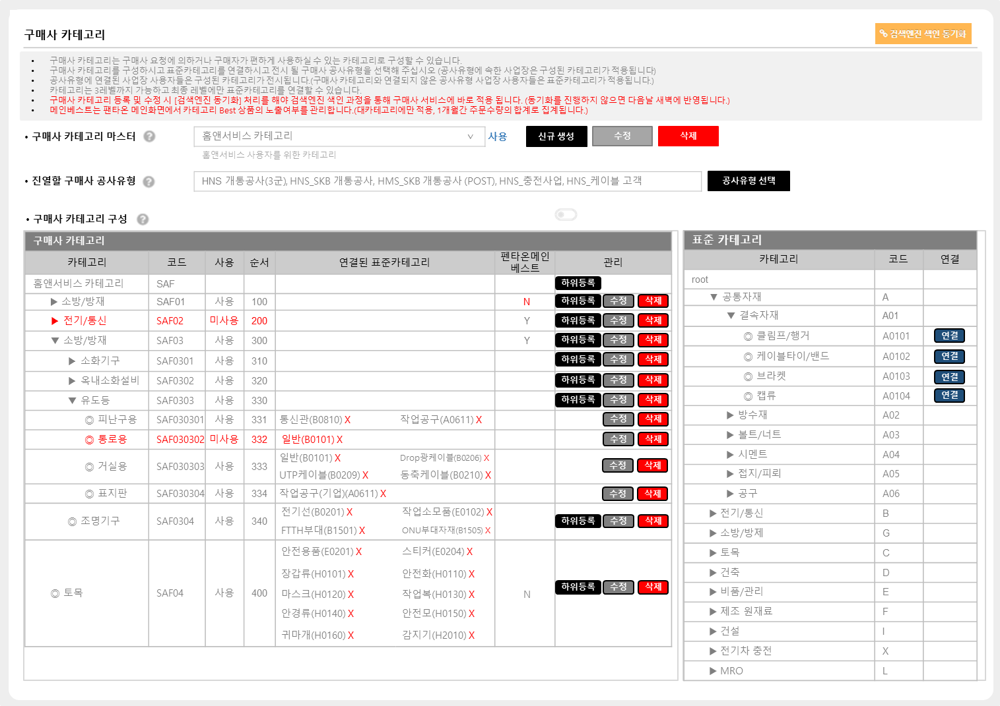 구매사 카테고리
검색엔진 색인 동기화
• 구매사 카테고리는 구매사 요청에 의하거나 구매자가 편하게 사용하실 수 있는 카테고리로 구성할 수 있습니다.
• 구매사 카테고리를 구성하시고 표준카테고리를 연결하시고 전시 될 구매사 공사유형을 선택해 주십시오 (공사유형에 속한 사업장은 구성된 카테고리가 적용됩니다)
• 공사유형에 연결된 사업장 사용자들은 구성된 카테고리가 전시됩니다.(구매사 카테고리와 연결되지 않은 공사유형 사업장 사용자들은 표준카테고리가 적용됩니다.)
• 카테고리는 3레벨까지 가능하고 최종 레벨에만 표준카테고리를 연결할 수 있습니다.
• 구매사 카테고리 등록 및 수정 시 [검색엔진 동기화] 처리를 해야 검색엔진 색인 과정을 통해 구매사 서비스에 바로 적용 됩니다. (동기화를 진행하지 않으면 다음날 새벽에 반영됩니다.)
• 메인베스트는 팬타온 메인화면에서 카테고리 Best 상품의 노출여부를 관리합니다.(대카테고리에만 적용, 1개월간 주문수량의 합계로 집계됩니다.)
• 구매사 카테고리 마스터 ? 홈앤서비스 카테고리 ∨ 사용 신규 생성 수정 삭제
홈앤서비스 사용자를 위한 카테고리
• 진열할 구매사 공사유형 ? HNS 개통공사(3군), HNS_SKB 개통공사, HMS_SKB 개통공사 (POST), HNS_중전사업, HNS_케이블 고객 공사유형 선택
• 구매사 카테고리 구성 ?
구매사 카테고리
카테고리 코드 사용 순서 연결된 표준카테고리 펜타온메인 베스트 관리
홈앤서비스 카테고리 SAF 하위등록
▶ 소방/방재 SAF01 사용 100 N 하위등록 수정 삭제
▶ 전기/통신 SAF02 미사용 200 Y 하위등록 수정 삭제
▼ 소방/방재 SAF03 사용 300 Y 하위등록 수정 삭제
▶ 소화기구 SAF0301 사용 310 하위등록 수정 삭제
▶ 옥내소화설비 SAF0302 사용 320 하위등록 수정 삭제
▼ 유도등 SAF0303 사용 330 하위등록 수정 삭제
◎ 피난구용 SAF030301 사용 331 통신관(B0810) X 작업공구(A0611) X 수정 삭제
◎ 통로용 SAF030302 미사용 332 일반(B0101) X 수정 삭제
◎ 거실용 SAF030303 사용 333 일반(B0101) X Drop광케이블(B0206) X 수정 삭제
UTP케이블(B0209) X 동축케이블(B0210) X
◎ 표지판 SAF030304 사용 334 작업공구(기업)(A0611) X 수정 삭제
◎ 조명기구 SAF0304 사용 340 전기선(B0201) X 작업소모품(E0102) X 하위등록 수정 삭제
FTTH부대(B1501) X ONU부대자재(B1505) X
◎ 토목 SAF04 사용 400 안전용품(E0201) X 스티커(E0204) X N 하위등록 수정 삭제
장갑류(H0101) X 안전화(H0110) X
마스크(H0120) X 작업복(H0130) X
안경류(H0140) X 안전모(H0150) X
귀마개(H0160) X 감지기(H2010) X
표준 카테고리
카테고리 코드 연결
root
▼ 공통자재 A
▼ 결속자재 A01
◎ 클림프/행거 A0101 연결
◎ 케이블타이/밴드 A0102 연결
◎ 브라켓 A0103 연결
◎ 캡류 A0104 연결
▶ 방수재 A02
▶ 볼트/너트 A03
▶ 시멘트 A04
▶ 접지/피뢰 A05
▶ 공구 A06
▶ 전기/통신 B
▶ 소방/방제 G
▶ 토목 C
▶ 건축 D
▶ 비품/관리 E
▶ 제조 원재료 F
▶ 건설 I
▶ 전기차 충전 X
▶ MRO L